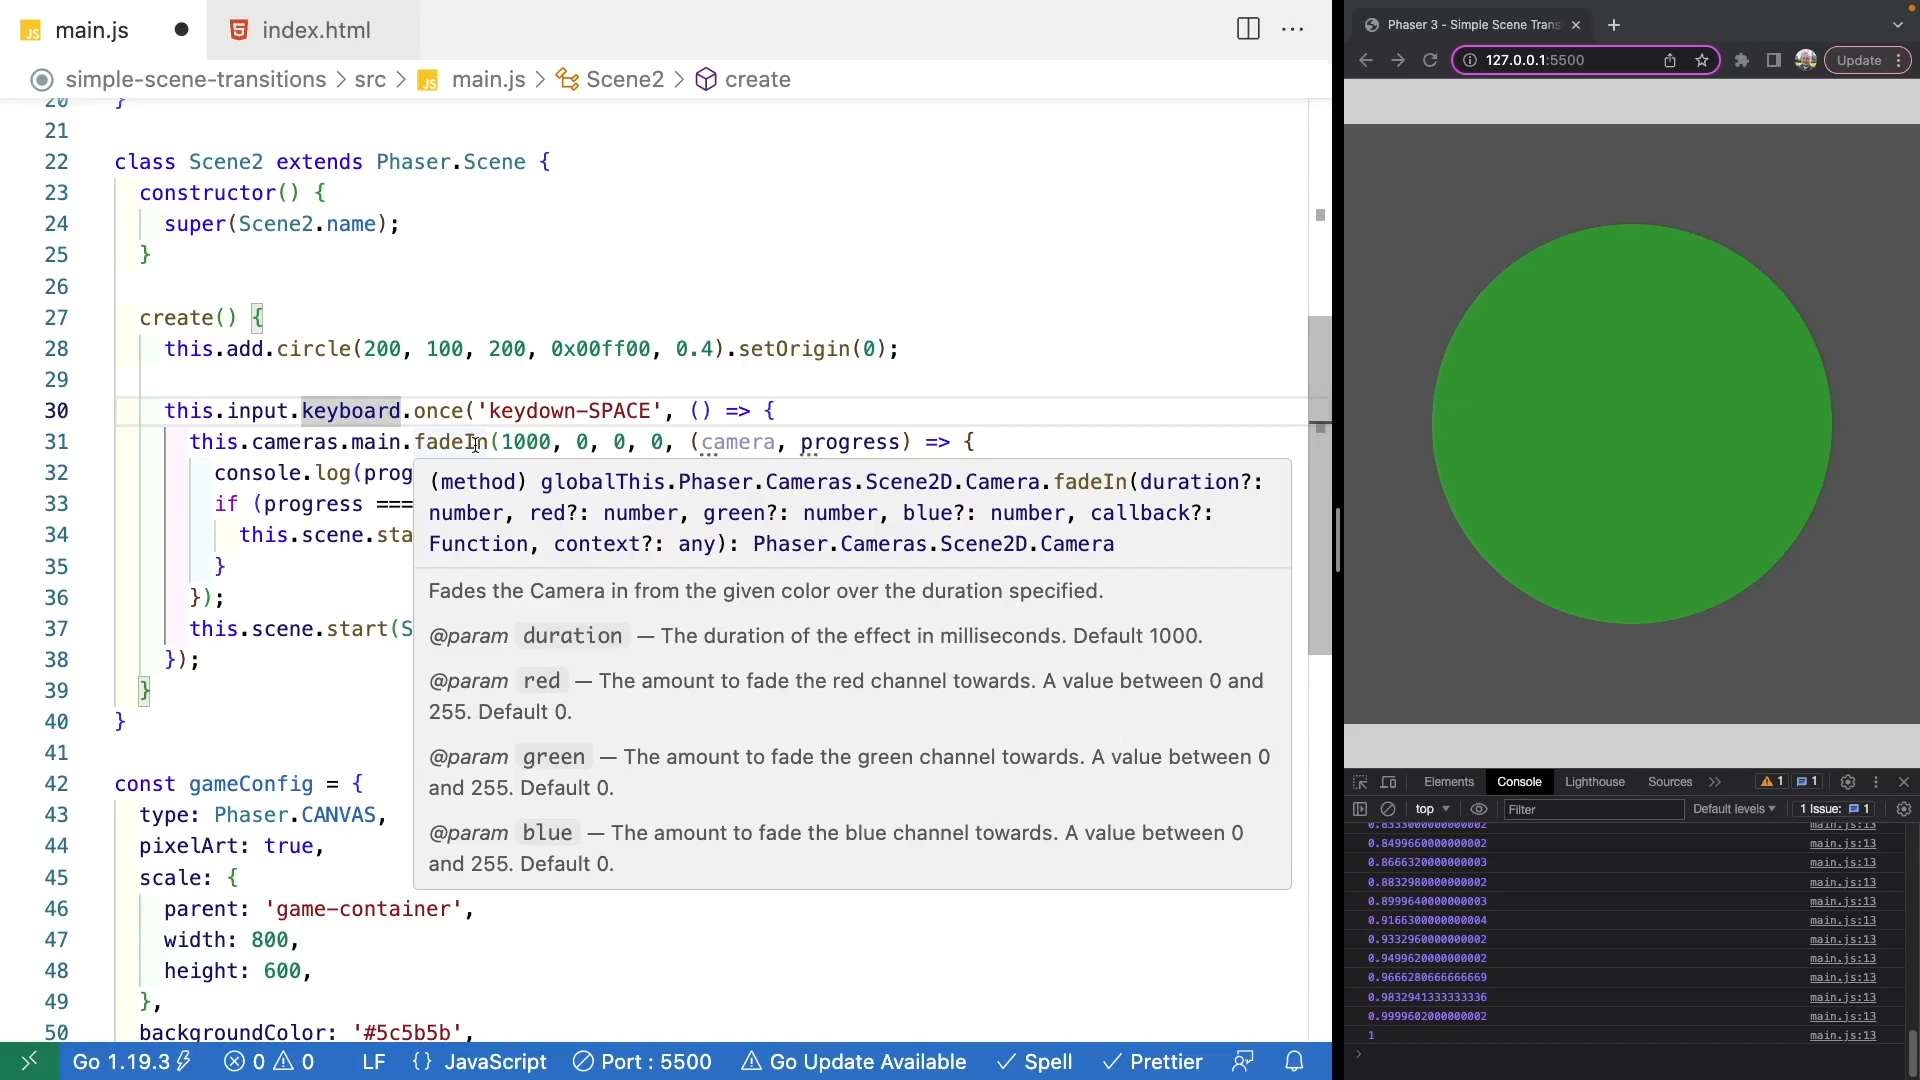 main.js
index.html
simple-scene-transitions > src > main.js > Scene2 > create
20 }
21
22 class Scene2 extends Phaser.Scene {
23 constructor() {
24 super(Scene2.name);
25 }
26
27 create() {
28 this.add.circle(200, 100, 200, 0x00ff00, 0.4).setOrigin(0);
29
30 this.input.keyboard.once('keydown-SPACE', () => {
31 this.cameras.main.fadeIn(1000, 0, 0, 0, (camera, progress) => {
32 console.log(prog
33 if (progress ===
34 this.scene.sta
35 }
36 });
37 this.scene.start(S
38 });
39 }
40 }
41
42 const gameConfig = {
43 type: Phaser.CANVAS,
44 pixelArt: true,
45 scale: {
46 parent: 'game-container',
47 width: 800,
48 height: 600,
49 },
50 backgroundColor: '#5c5b5b',
(method) globalThis.Phaser.Cameras.Scene2D.Camera.fadeIn(duration?:
number, red?: number, green?: number, blue?: number, callback?:
Function, context?: any): Phaser.Cameras.Scene2D.Camera
Fades the Camera in from the given color over the duration specified.
@param duration — The duration of the effect in milliseconds. Default 1000.
@param red — The amount to fade the red channel towards. A value between 0 and
255. Default 0.
@param green — The amount to fade the green channel towards. A value between 0
and 255. Default 0.
@param blue — The amount to fade the blue channel towards. A value between 0
and 255. Default 0.
Go 1.19.3 0 0 LF {} JavaScript Port : 5500 Go Update Available Spell Prettier
Phaser 3 - Simple Scene Trans
127.0.0.1:5500
Update
Elements Console Lighthouse Sources 1 1
top Filter Default levels 1 Issue: 1
0.8333000000000002 main.js:13
0.8499660000000002 main.js:13
0.8666320000000003 main.js:13
0.8832980000000002 main.js:13
0.8999640000000003 main.js:13
0.9166300000000004 main.js:13
0.9332960000000002 main.js:13
0.9499620000000002 main.js:13
0.9666280666666669 main.js:13
0.9832941333333336 main.js:13
0.9999602000000002 main.js:13
1 main.js:13